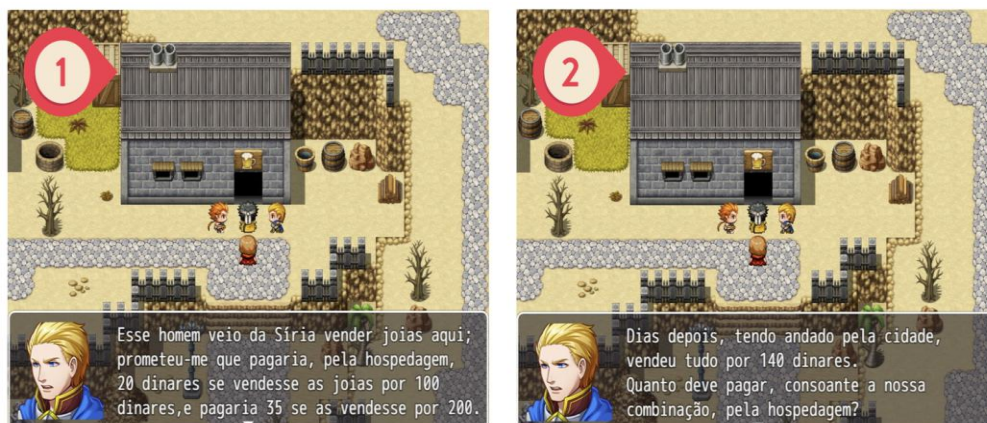 1
Esse homem veio da Síria vender joias aqui;
prometeu-me que pagaria, pela hospedagem,
20 dinares se vendesse as joias por 100
dinares,e pagaria 35 se as vendesse por 200.
2
Dias depois, tendo andado pela cidade,
vendeu tudo por 140 dinares.
Quanto deve pagar, consoante a nossa
combinação, pela hospedagem?